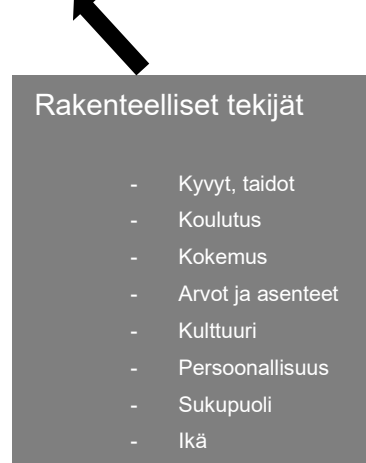 Rakenteelliset tekijät
- Kyvyt, taidot
- Koulutus
- Kokemus
- Arvot ja asenteet
- Kulttuuri
- Persoonallisuus
- Sukupuoli
- Ikä